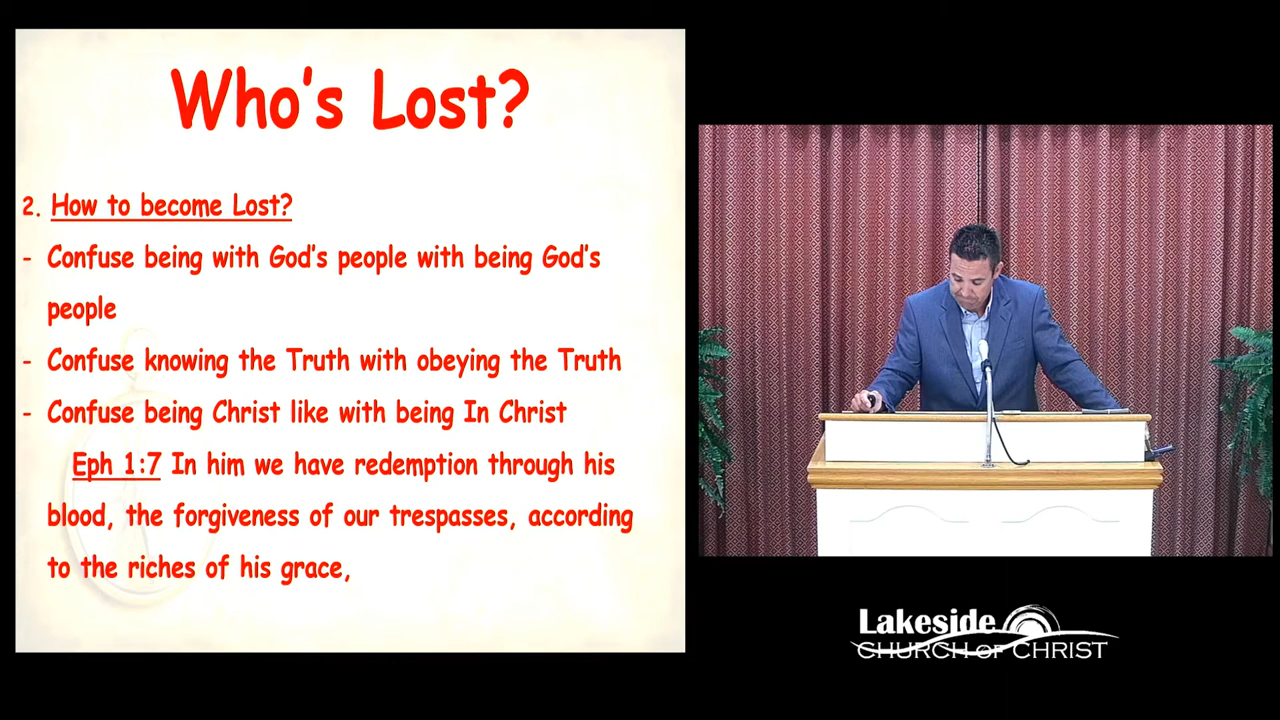 Who's Lost?
2. How to become Lost?
- Confuse being with God's people with being God's
people
- Confuse knowing the Truth with obeying the Truth
- Confuse being Christ like with being In Christ
Eph 1:7 In him we have redemption through his
blood, the forgiveness of our trespasses, according
to the riches of his grace,
Lakeside
CHURCH OF CHRIST